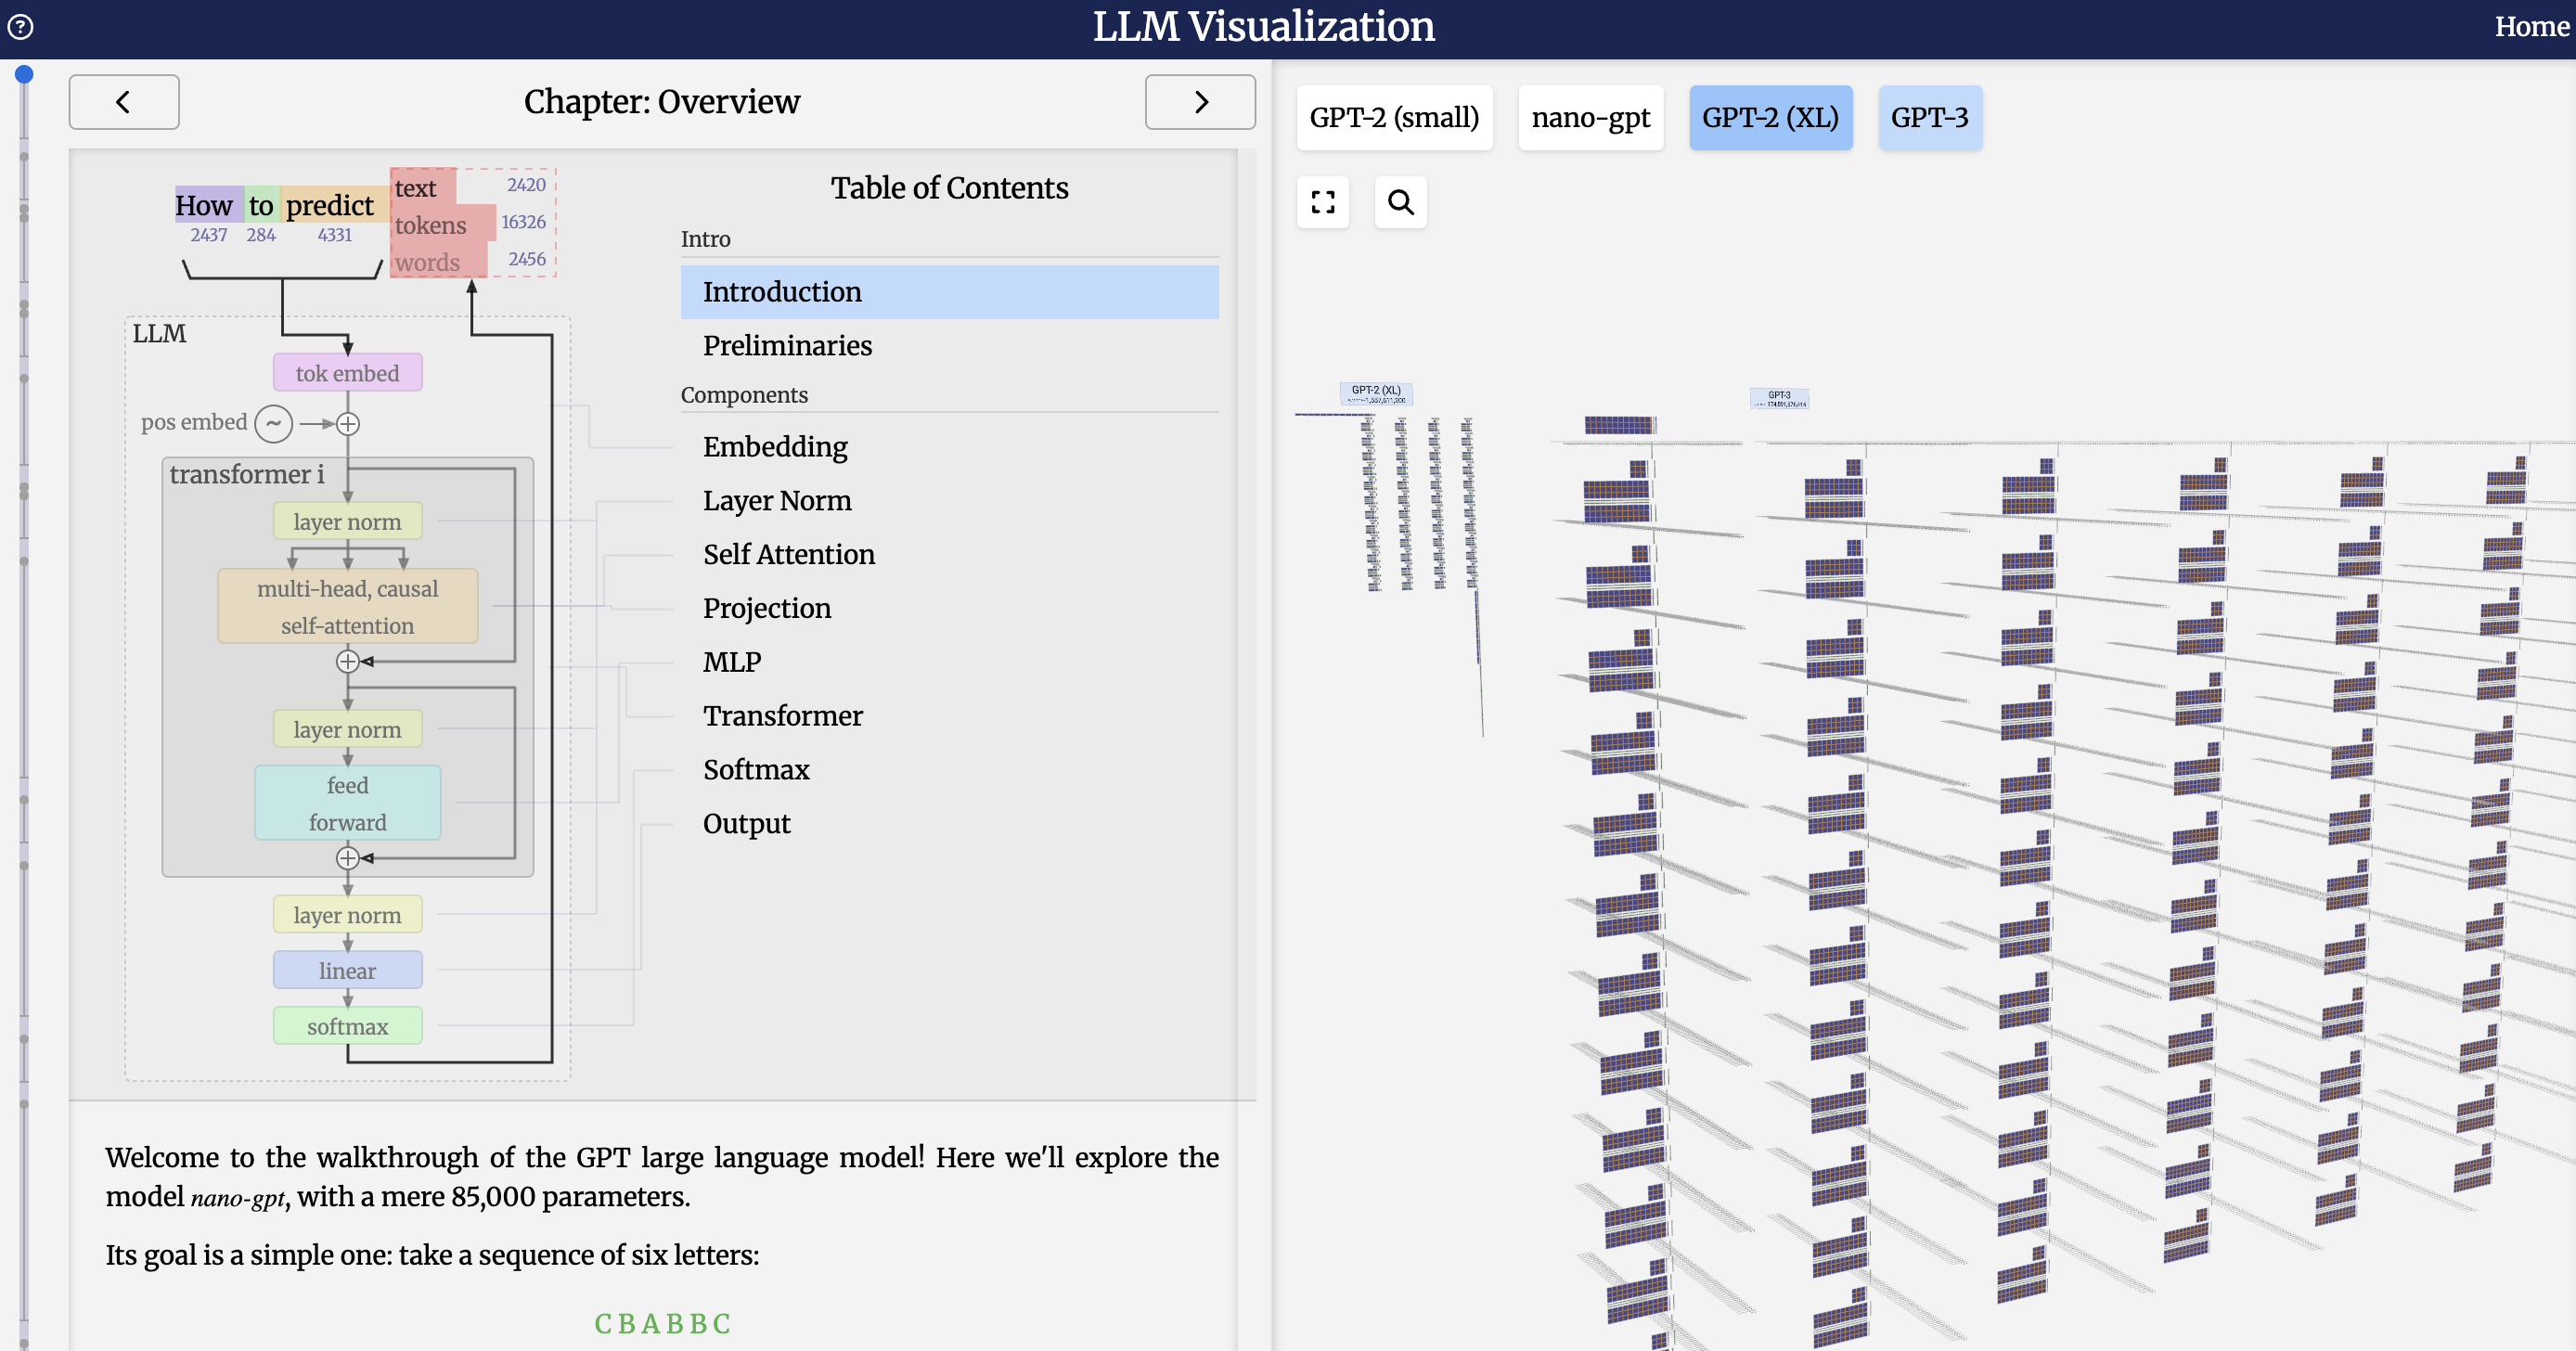 LLM Visualization
Home
Chapter: Overview
How to predict
2437 284 4331
text 2420
tokens 16326
words 2456
LLM
tok embed
pos embed
transformer i
layer norm
multi-head, causal
self-attention
layer norm
feed
forward
layer norm
linear
softmax
Table of Contents
Intro
Introduction
Preliminaries
Components
Embedding
Layer Norm
Self Attention
Projection
MLP
Transformer
Softmax
Output
Welcome to the walkthrough of the GPT large language model! Here we'll explore the
model nano-gpt, with a mere 85,000 parameters.
Its goal is a simple one: take a sequence of six letters:
C B A B B C
GPT-2 (small) nano-gpt GPT-2 (XL) GPT-3
GPT-2 (XL)
GPT-3